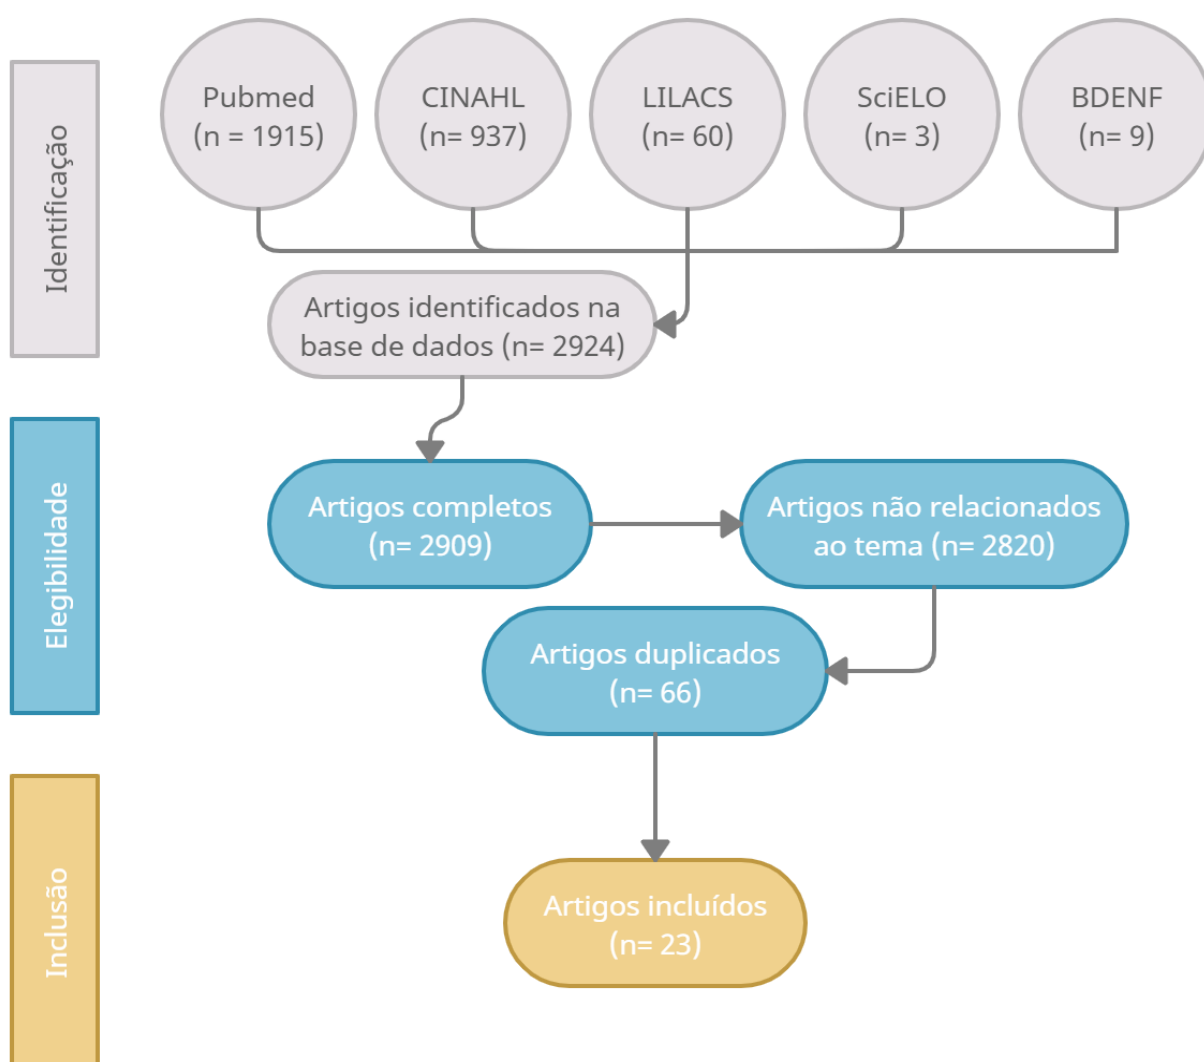 Identificação
Pubmed
(n = 1915)
CINAHL
(n= 937)
LILACS
(n= 60)
SciELO
(n= 3)
BDENF
(n= 9)
Artigos identificados na
base de dados (n= 2924)
Elegibilidade
Artigos completos
(n= 2909)
Artigos não relacionados
ao tema (n= 2820)
Artigos duplicados
(n= 66)
Inclusão
Artigos incluídos
(n= 23)